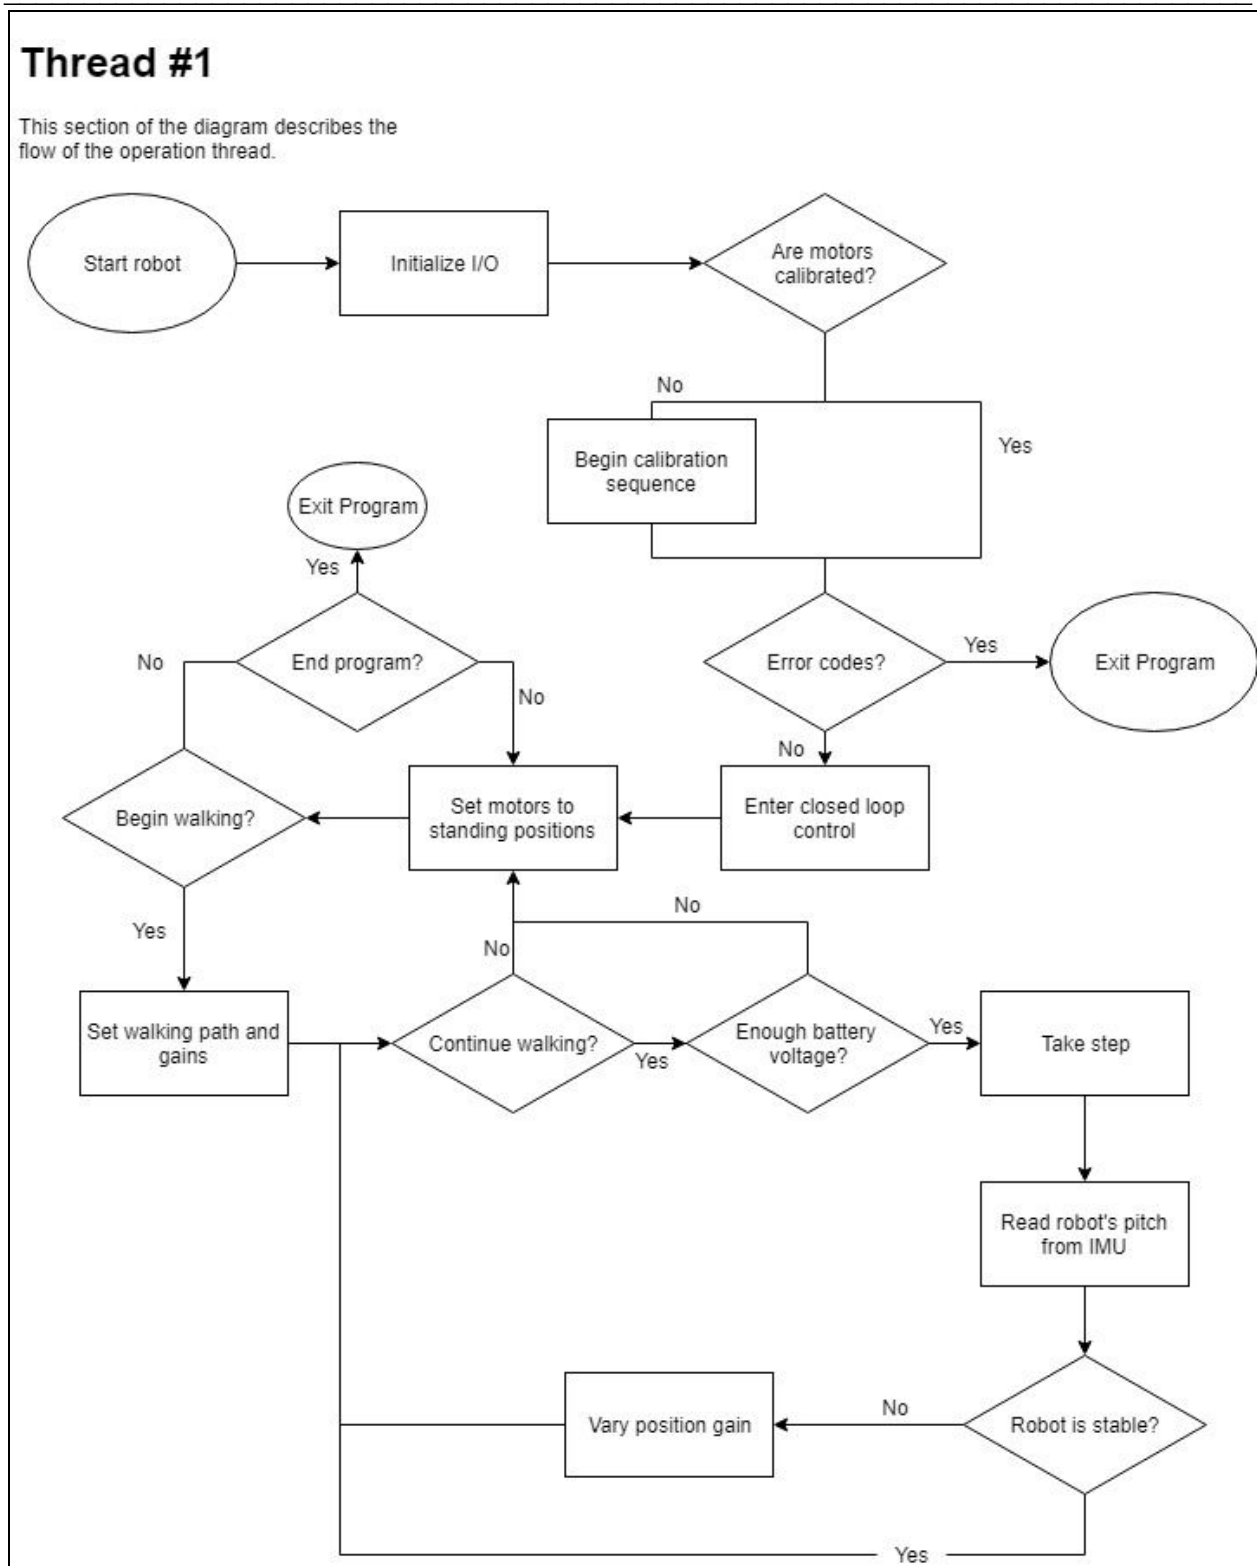 Thread #1
This section of the diagram describes the
flow of the operation thread.
Start robot
Initialize I/O
Are motors
calibrated?
No
Yes
Begin calibration
sequence
Exit Program
Yes
End program?
No
No
Error codes?
Yes
Exit Program
No
Begin walking?
Set motors to
standing positions
Enter closed loop
control
Yes
No
No
Set walking path and
gains
Continue walking?
Yes
Enough battery
voltage?
Yes
Take step
Read robot's pitch
from IMU
Robot is stable?
No
Vary position gain
Yes